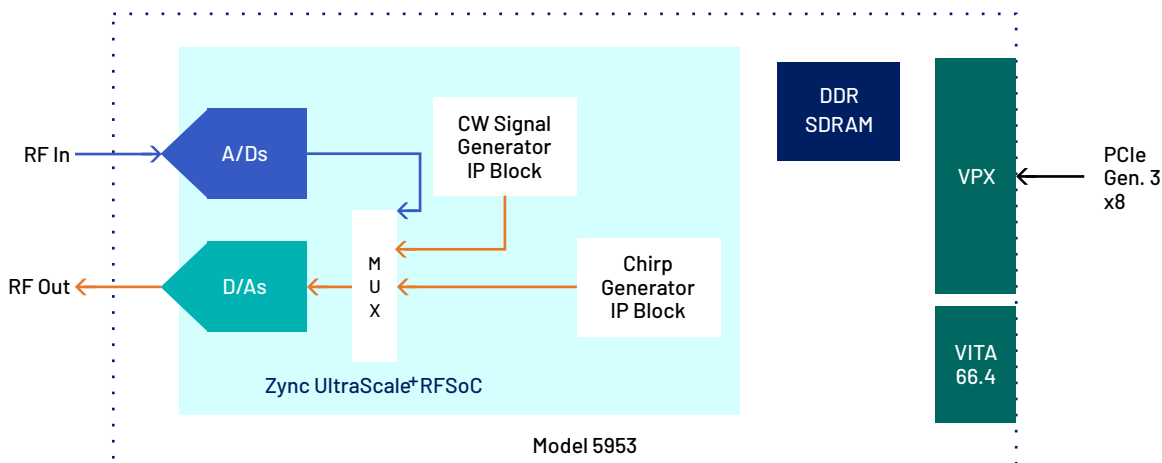 RF In
A/Ds
CW Signal
Generator
IP Block
DDR
SDRAM
VPX
PCIe
Gen. 3
x8
RF Out
D/As
M
U
X
Chirp
Generator
IP Block
VITA
66.4
Zync UltraScale+RFSoC
Model 5953